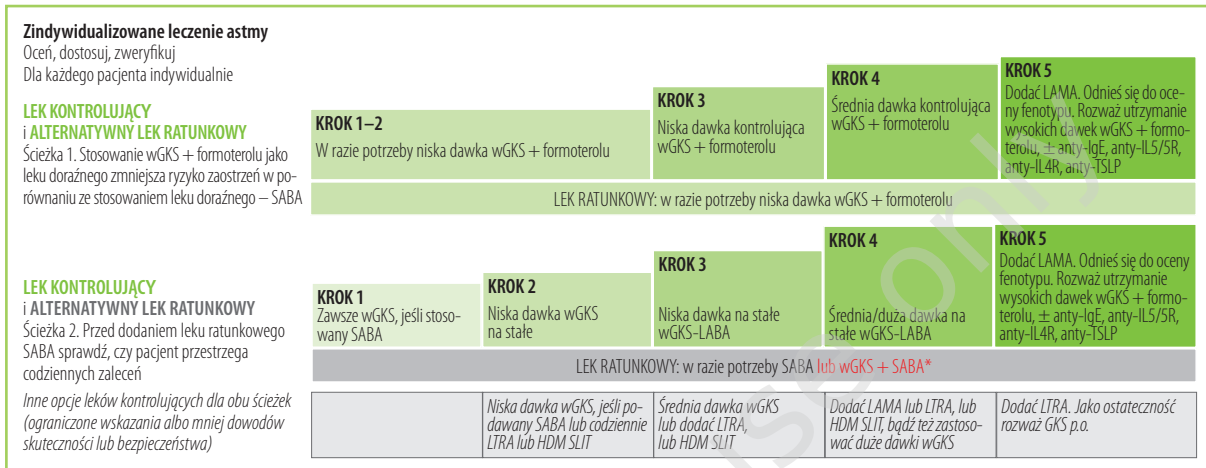 Zindywidualizowane leczenie astmy
Oceń, dostosuj, zweryfikuj
Dla każdego pacjenta indywidualnie
LEK KONTROLUJĄCY
i ALTERNATYWNY LEK RATUNKOWY
Ścieżka 1. Stosowanie wGKS + formoterolu jako
leku doraźnego zmniejsza ryzyko zaostrzeń w po-
równaniu ze stosowaniem leku doraźnego – SABA
KROK 1–2
W razie potrzeby niska dawka wGKS + formoterolu
KROK 3
Niska dawka kontrolująca
wGKS + formoterolu
KROK 4
Średnia dawka kontrolująca
wGKS + formoterolu
KROK 5
Dodać LAMA. Odnieś się do oce-
ny fenotypu. Rozważ utrzymanie
wysokich dawek wGKS + formo-
terolu, ± anty-IgE, anty-IL5/5R,
anty-IL4R, anty-TSLP
LEK RATUNKOWY: w razie potrzeby niska dawka wGKS + formoterolu
LEK KONTROLUJĄCY
i ALTERNATYWNY LEK RATUNKOWY
Ścieżka 2. Przed dodaniem leku ratunkowego
SABA sprawdź, czy pacjent przestrzega
codziennych zaleceń
KROK 1
Zawsze wGKS, jeśli stoso-
wany SABA
KROK 2
Niska dawka wGKS
na stałe
KROK 3
Niska dawka na stałe
wGKS-LABA
KROK 4
Średnia/duża dawka na
stałe wGKS-LABA
KROK 5
Dodać LAMA. Odnieś się do oceny
fenotypu. Rozważ utrzymanie
wysokich dawek wGKS + formo-
terolu, ± anty-IgE, anty-IL5/5R,
anty-IL4R, anty-TSLP
LEK RATUNKOWY: w razie potrzeby SABA lub wGKS + SABA*
Inne opcje leków kontrolujących dla obu ścieżek
(ograniczone wskazania albo mniej dowodów
skuteczności lub bezpieczeństwa)
Niska dawka wGKS, jeśli po-
dawany SABA lub codziennie
LTRA lub HDM SLIT
Średnia dawka wGKS
lub dodać LTRA,
lub HDM SLIT
Dodać LAMA lub LTRA, lub
HDM SLIT, bądź też zastoso-
wać duże dawki wGKS
Dodać LTRA. Jako ostateczność
rozważ GKS p.o.
use only